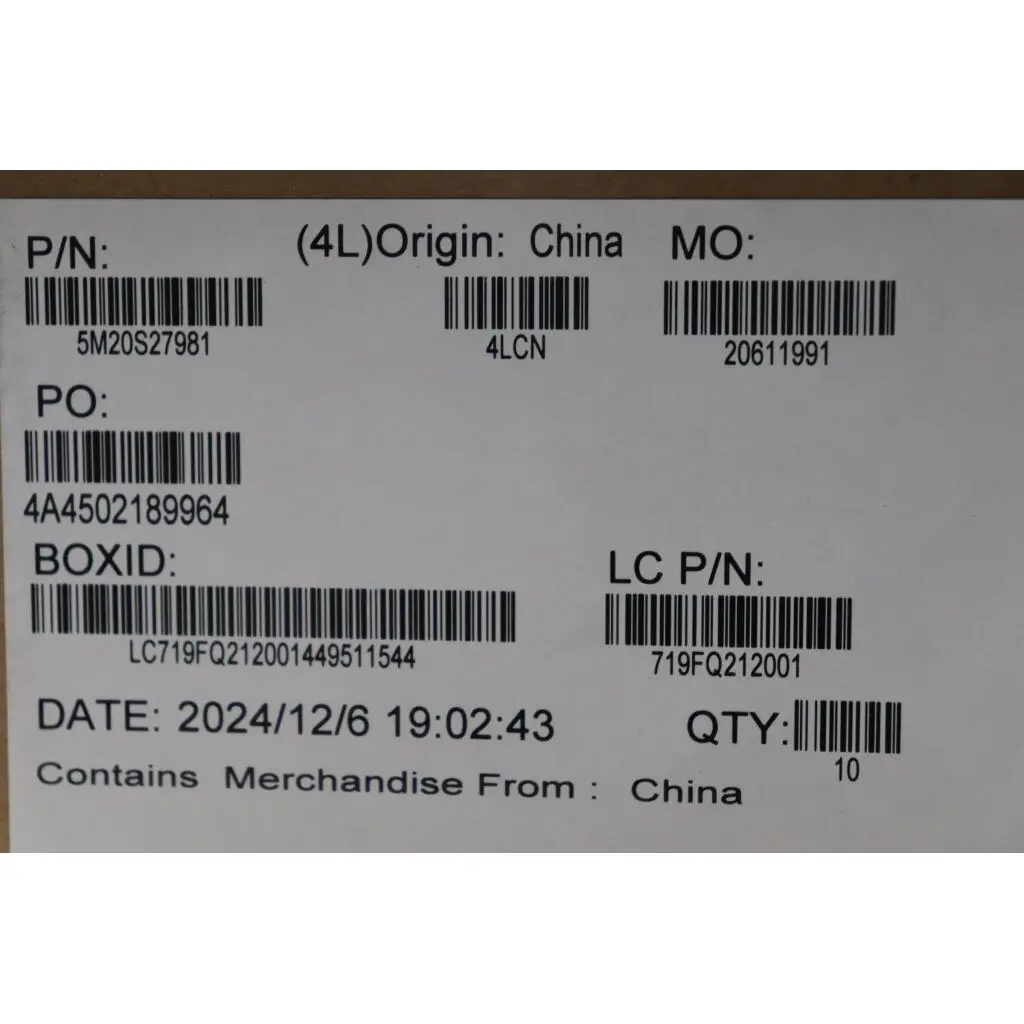 P/N: (4L)Origin: China MO:
5M20S27981 4LCN 20611991
PO:
4A4502189964
BOXID: LC P/N:
LC719FQ212001449511544 719FQ212001
DATE: 2024/12/6 19:02:43 QTY:
10
Contains Merchandise From : China